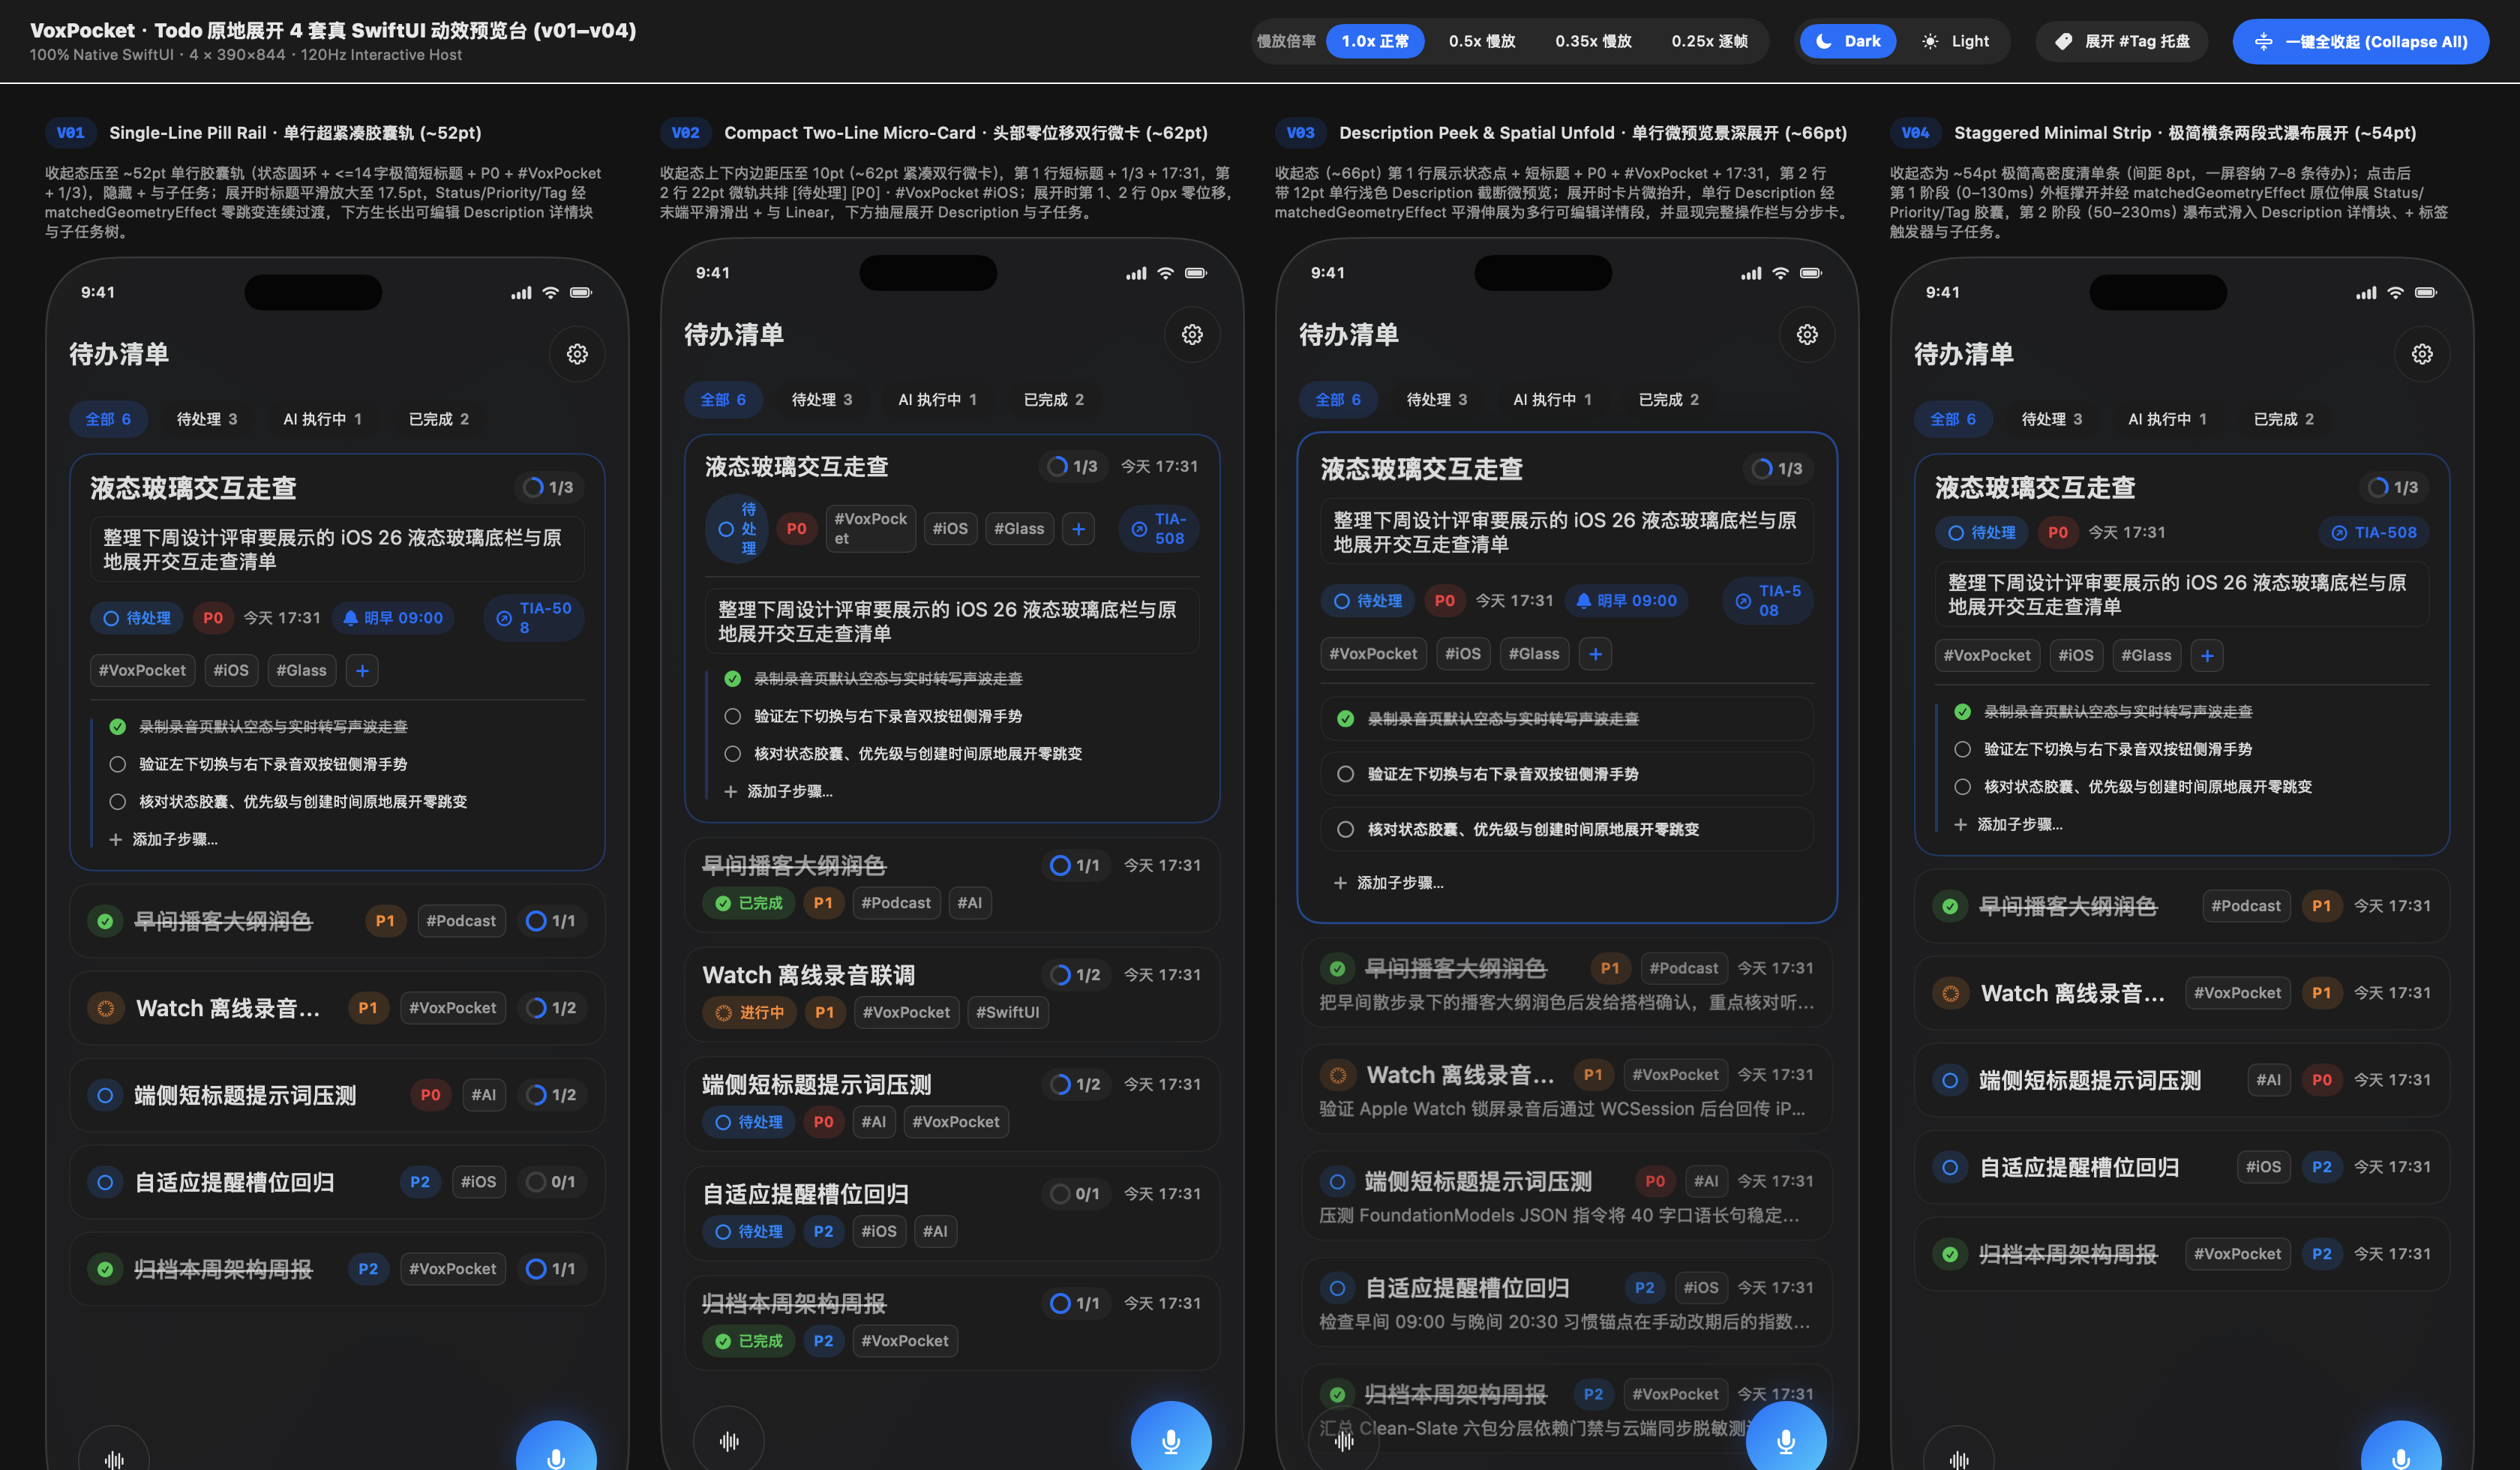 VoxPocket · Todo 原地展开 4 套真 SwiftUI 动效预览台 (v01–v04)
100% Native SwiftUI · 4 × 390×844 · 120Hz Interactive Host
慢放倍率
1.0x 正常
0.5x 慢放
0.35x 慢放
0.25x 逐帧
Dark
Light
展开 #Tag 托盘
一键全收起 (Collapse All)
V01
Single-Line Pill Rail · 单行超紧凑胶囊轨 (~52pt)
收起态压至 ~52pt 单行胶囊轨 (状态圆环 + <=14 字极简短标题 + P0 + #VoxPocket
+ 1/3)，隐藏 + 与子任务；展开时标题平滑放大至 17.5pt，Status/Priority/Tag 经
matchedGeometryEffect 零跳变连续过渡，下方生长出可编辑 Description 详情块
与子任务树。
9:41
待办清单
全部 6
待处理 3
AI 执行中 1
已完成 2
液态玻璃交互走查
1/3
整理下周设计评审要展示的 iOS 26 液态玻璃底栏与原
地展开交互走查清单
待处理
P0
今天 17:31
明早 09:00
TIA-50
8
#VoxPocket
#iOS
#Glass
+
录制录音页默认空态与实时转写声波走查
验证左下切换与右下录音双按钮侧滑手势
核对状态胶囊、优先级与创建时间原地展开零跳变
+ 添加子步骤...
早间播客大纲润色
P1
#Podcast
1/1
Watch 离线录音...
P1
#VoxPocket
1/2
端侧短标题提示词压测
P0
#AI
1/2
自适应提醒槽位回归
P2
#iOS
0/1
归档本周架构周报
P2
#VoxPocket
1/1
V02
Compact Two-Line Micro-Card · 头部零位移双行微卡 (~62pt)
收起态上下内边距压至 10pt (~62pt 紧凑双行微卡)，第 1 行短标题 + 1/3 + 17:31，第
2 行 22pt 微轨共排 [待处理] [P0] · #VoxPocket #iOS；展开时第 1、2 行 0px 零位移，
末端平滑滑出 + 与 Linear，下方抽屉展开 Description 与子任务。
9:41
待办清单
全部 6
待处理 3
AI 执行中 1
已完成 2
液态玻璃交互走查
1/3
今天 17:31
待
处
理
P0
#VoxPock
et
#iOS
#Glass
+
TIA-
508
整理下周设计评审要展示的 iOS 26 液态玻璃底栏与原
地展开交互走查清单
录制录音页默认空态与实时转写声波走查
验证左下切换与右下录音双按钮侧滑手势
核对状态胶囊、优先级与创建时间原地展开零跳变
+ 添加子步骤...
早间播客大纲润色
1/1
今天 17:31
已完成
P1
#Podcast
#AI
Watch 离线录音联调
1/2
今天 17:31
进行中
P1
#VoxPocket
#SwiftUI
端侧短标题提示词压测
1/2
今天 17:31
待处理
P0
#AI
#VoxPocket
自适应提醒槽位回归
0/1
今天 17:31
待处理
P2
#iOS
#AI
归档本周架构周报
1/1
今天 17:31
已完成
P2
#VoxPocket
V03
Description Peek & Spatial Unfold · 单行微预览景深展开 (~66pt)
收起态 (~66pt) 第 1 行展示状态点 + 短标题 + P0 + #VoxPocket + 17:31，第 2 行
带 12pt 单行浅色 Description 截断微预览；展开时卡片微抬升，单行 Description 经
matchedGeometryEffect 平滑伸展为多行可编辑详情段，并显现完整操作栏与分步卡。
9:41
待办清单
全部 6
待处理 3
AI 执行中 1
已完成 2
液态玻璃交互走查
1/3
整理下周设计评审要展示的 iOS 26 液态玻璃底栏与原
地展开交互走查清单
待处理
P0
今天 17:31
明早 09:00
TIA-5
08
#VoxPocket
#iOS
#Glass
+
录制录音页默认空态与实时转写声波走查
验证左下切换与右下录音双按钮侧滑手势
核对状态胶囊、优先级与创建时间原地展开零跳变
+ 添加子步骤...
早间播客大纲润色
P1
#Podcast
今天 17:31
把早间散步录下的播客大纲润色后发给搭档确认，重点核对听...
Watch 离线录音...
P1
#VoxPocket
今天 17:31
验证 Apple Watch 锁屏录音后通过 WCSession 后台回传 iP...
端侧短标题提示词压测
P0
#AI
今天 17:31
压测 FoundationModels JSON 指令将 40 字口语长句稳定...
自适应提醒槽位回归
P2
#iOS
今天 17:31
检查早间 09:00 与晚间 20:30 习惯锚点在手动改期后的指数...
归档本周架构周报
P2
#VoxPocket
今天 17:31
汇总 Clean-Slate 六包分层依赖门禁与云端同步脱敏测
V04
Staggered Minimal Strip · 极简横条两段式瀑布展开 (~54pt)
收起态为 ~54pt 极简高密度清单条 (间距 8pt，一屏容纳 7–8 条待办)；点击后
第 1 阶段 (0–130ms) 外框撑开并经 matchedGeometryEffect 原位伸展 Status/
Priority/Tag 胶囊，第 2 阶段 (50–230ms) 瀑布式滑入 Description 详情块、+ 标签
触发器与子任务。
9:41
待办清单
全部 6
待处理 3
AI 执行中 1
已完成 2
液态玻璃交互走查
1/3
待处理
P0
今天 17:31
TIA-508
整理下周设计评审要展示的 iOS 26 液态玻璃底栏与原
地展开交互走查清单
#VoxPocket
#iOS
#Glass
+
录制录音页默认空态与实时转写声波走查
验证左下切换与右下录音双按钮侧滑手势
核对状态胶囊、优先级与创建时间原地展开零跳变
+ 添加子步骤...
早间播客大纲润色
#Podcast
P1
今天 17:31
Watch 离线录音...
#VoxPocket
P1
今天 17:31
端侧短标题提示词压测
#AI
P0
今天 17:31
自适应提醒槽位回归
#iOS
P2
今天 17:31
归档本周架构周报
#VoxPocket
P2
今天 17:31